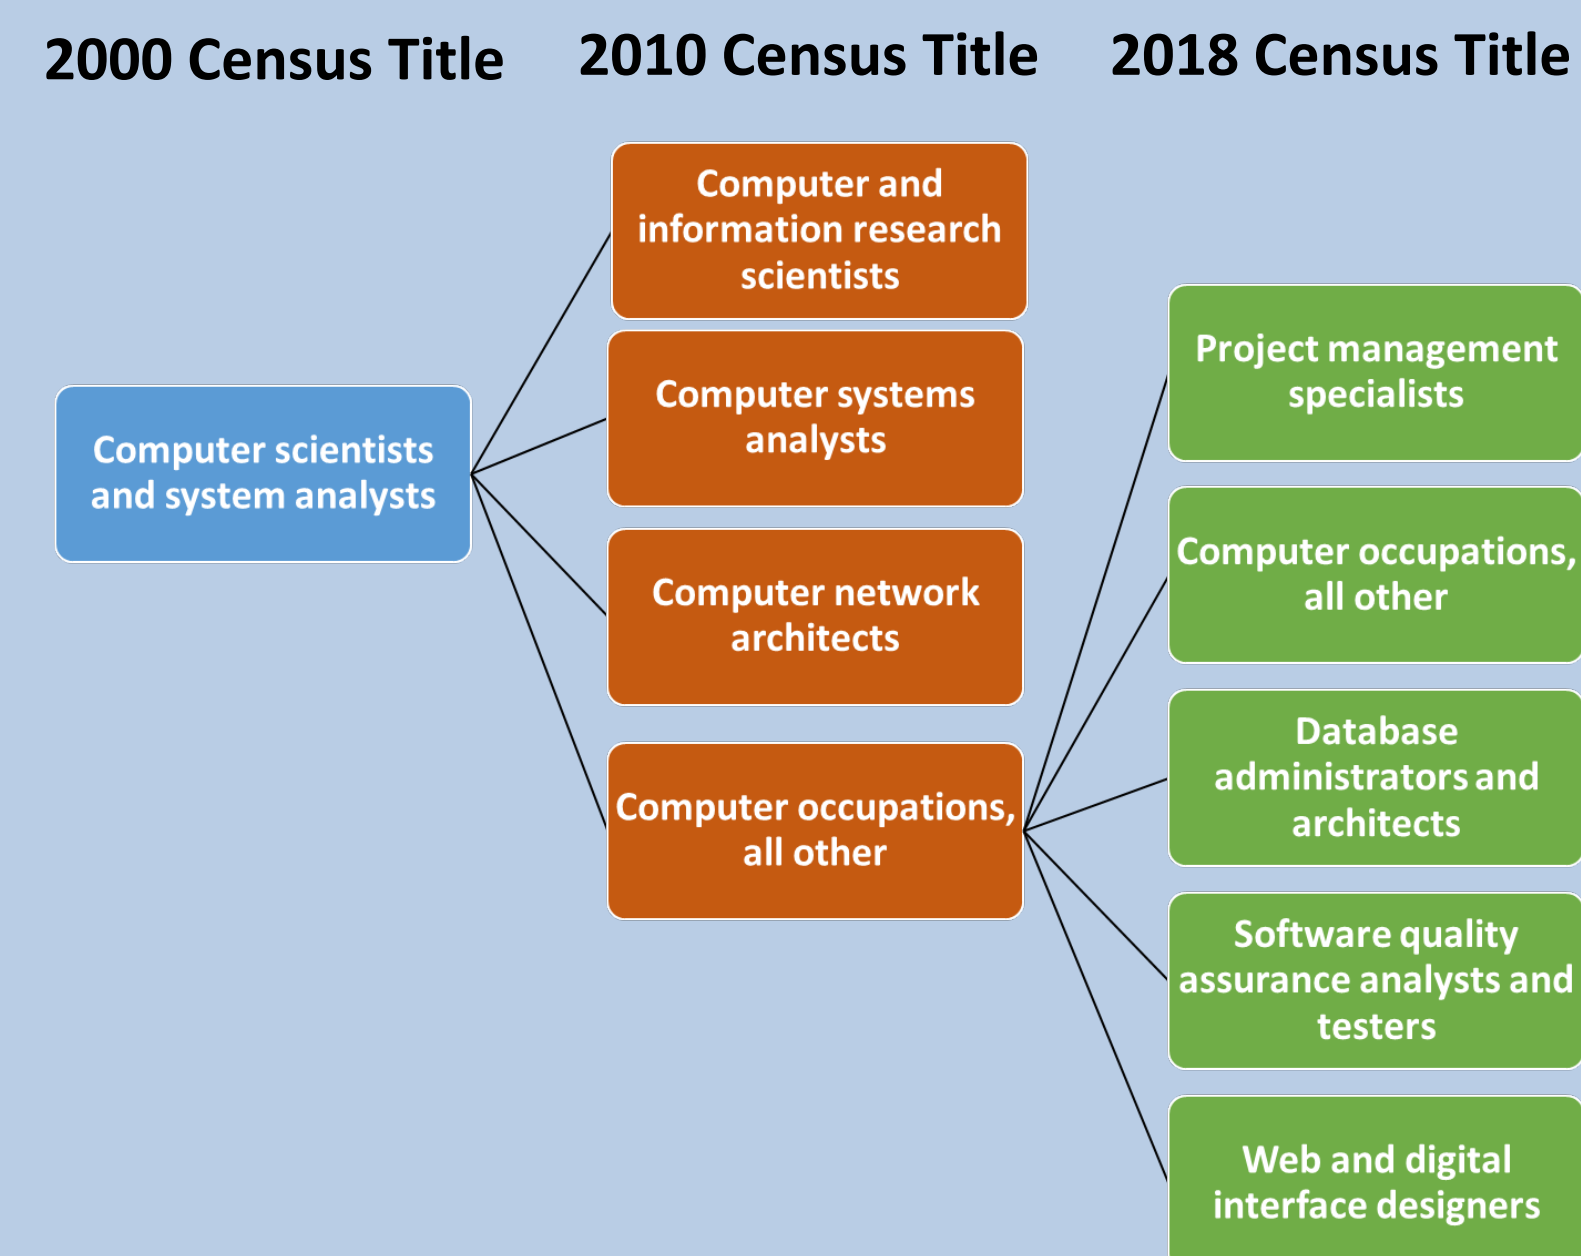 2000 Census Title
2010 Census Title
2018 Census Title
Computer scientists
and system analysts
Computer and
information research
scientists
Computer systems
analysts
Computer network
architects
Computer occupations,
all other
Project management
specialists
Computer occupations,
all other
Database
administrators and
architects
Software quality
assurance analysts and
testers
Web and digital
interface designers